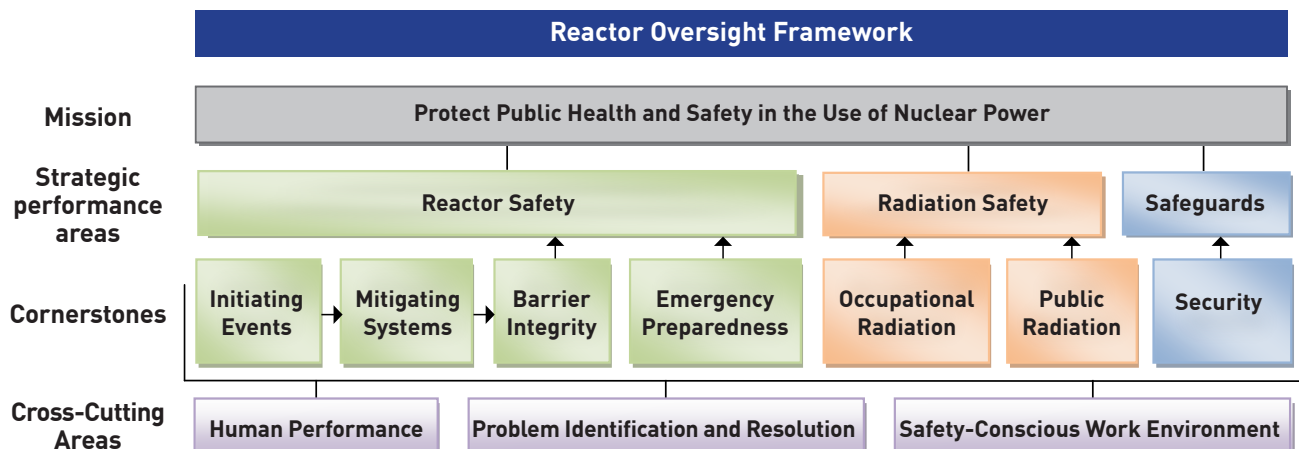 Reactor Oversight Framework
Mission
Protect Public Health and Safety in the Use of Nuclear Power
Strategic
performance
areas
Reactor Safety
Radiation Safety
Safeguards
Cornerstones
Initiating
Events
Mitigating
Systems
Barrier
Integrity
Emergency
Preparedness
Occupational
Radiation
Public
Radiation
Security
Cross-Cutting
Areas
Human Performance
Problem Identification and Resolution
Safety-Conscious Work Environment